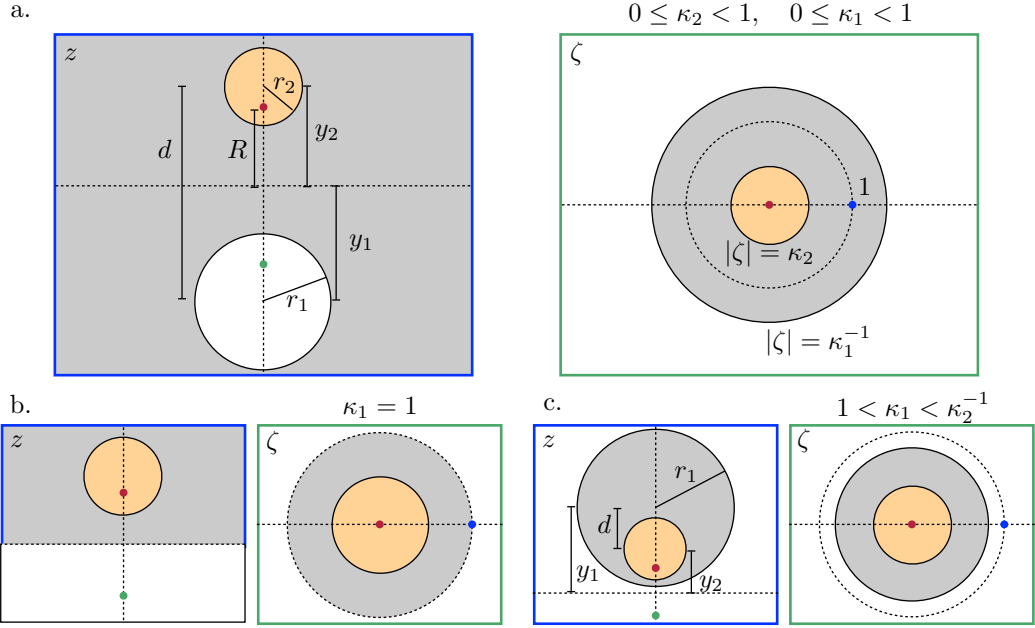 a.
0 ≤ κ₂ < 1, 0 ≤ κ₁ < 1
z
r₂
y₂
d
R
y₁
r₁
ζ
1
|ζ| = κ₂
|ζ| = κ₁⁻¹
b.
κ₁ = 1
z
ζ
c.
1 < κ₁ < κ₂⁻¹
z
r₁
d
y₁
y₂
ζ